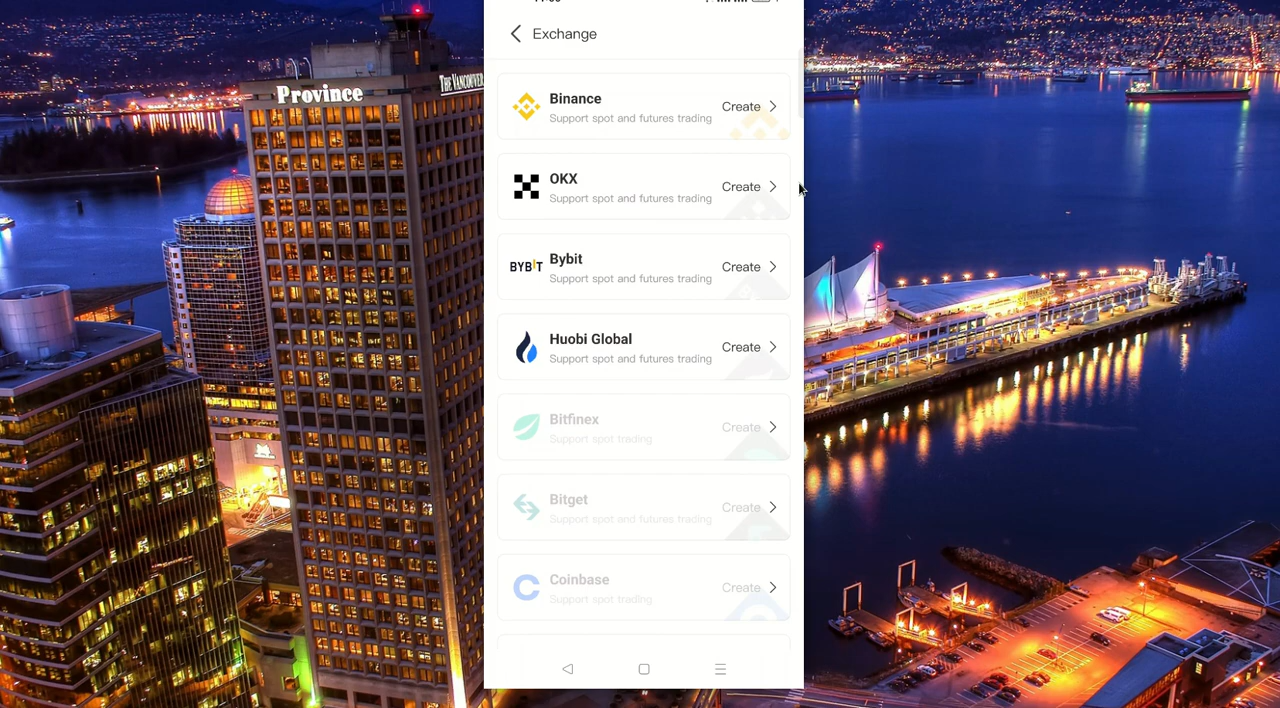 Province
THE VANCOUVER
Exchange
Binance
Support spot and futures trading
Create
OKX
Support spot and futures trading
Create
BYBIT
Bybit
Support spot and futures trading
Create
Huobi Global
Support spot and futures trading
Create
Bitfinex
Support spot trading
Create
Bitget
Support spot and futures trading
Create
Coinbase
Support spot trading
Create